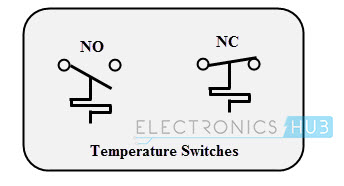 NO
NC
ELECTRONICS HUB
Temperature Switches